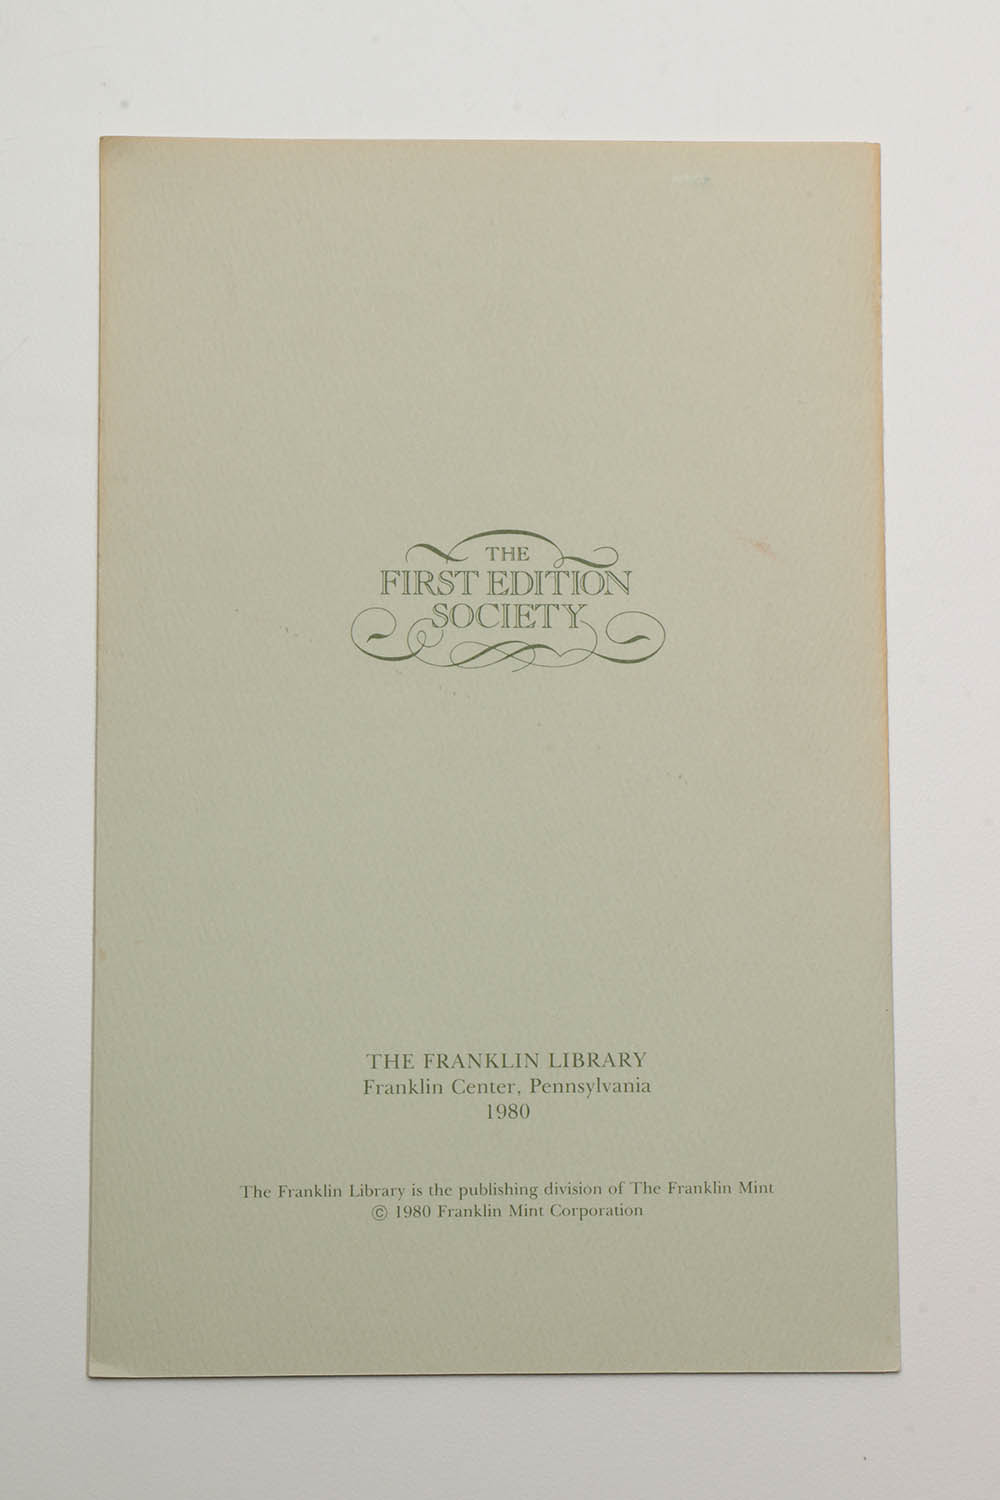 THE
FIRST EDITION
SOCIETY
THE FRANKLIN LIBRARY
Franklin Center, Pennsylvania
1980
The Franklin Library is the publishing division of The Franklin Mint
© 1980 Franklin Mint Corporation